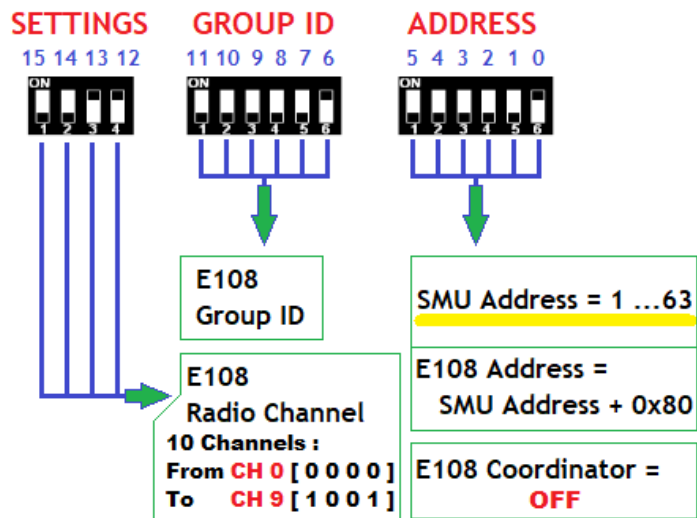 SETTINGS GROUP ID ADDRESS
15 14 13 12 11 10 9 8 7 6 5 4 3 2 1 0
ON ON ON
1 2 3 4 1 2 3 4 5 6 1 2 3 4 5 6
E108
Group ID
SMU Address = 1 ...63
E108 Address =
SMU Address + 0x80
E108
Radio Channel
10 Channels :
From CH 0 [ 0 0 0 0 ]
To CH 9 [ 1 0 0 1 ]
E108 Coordinator =
OFF